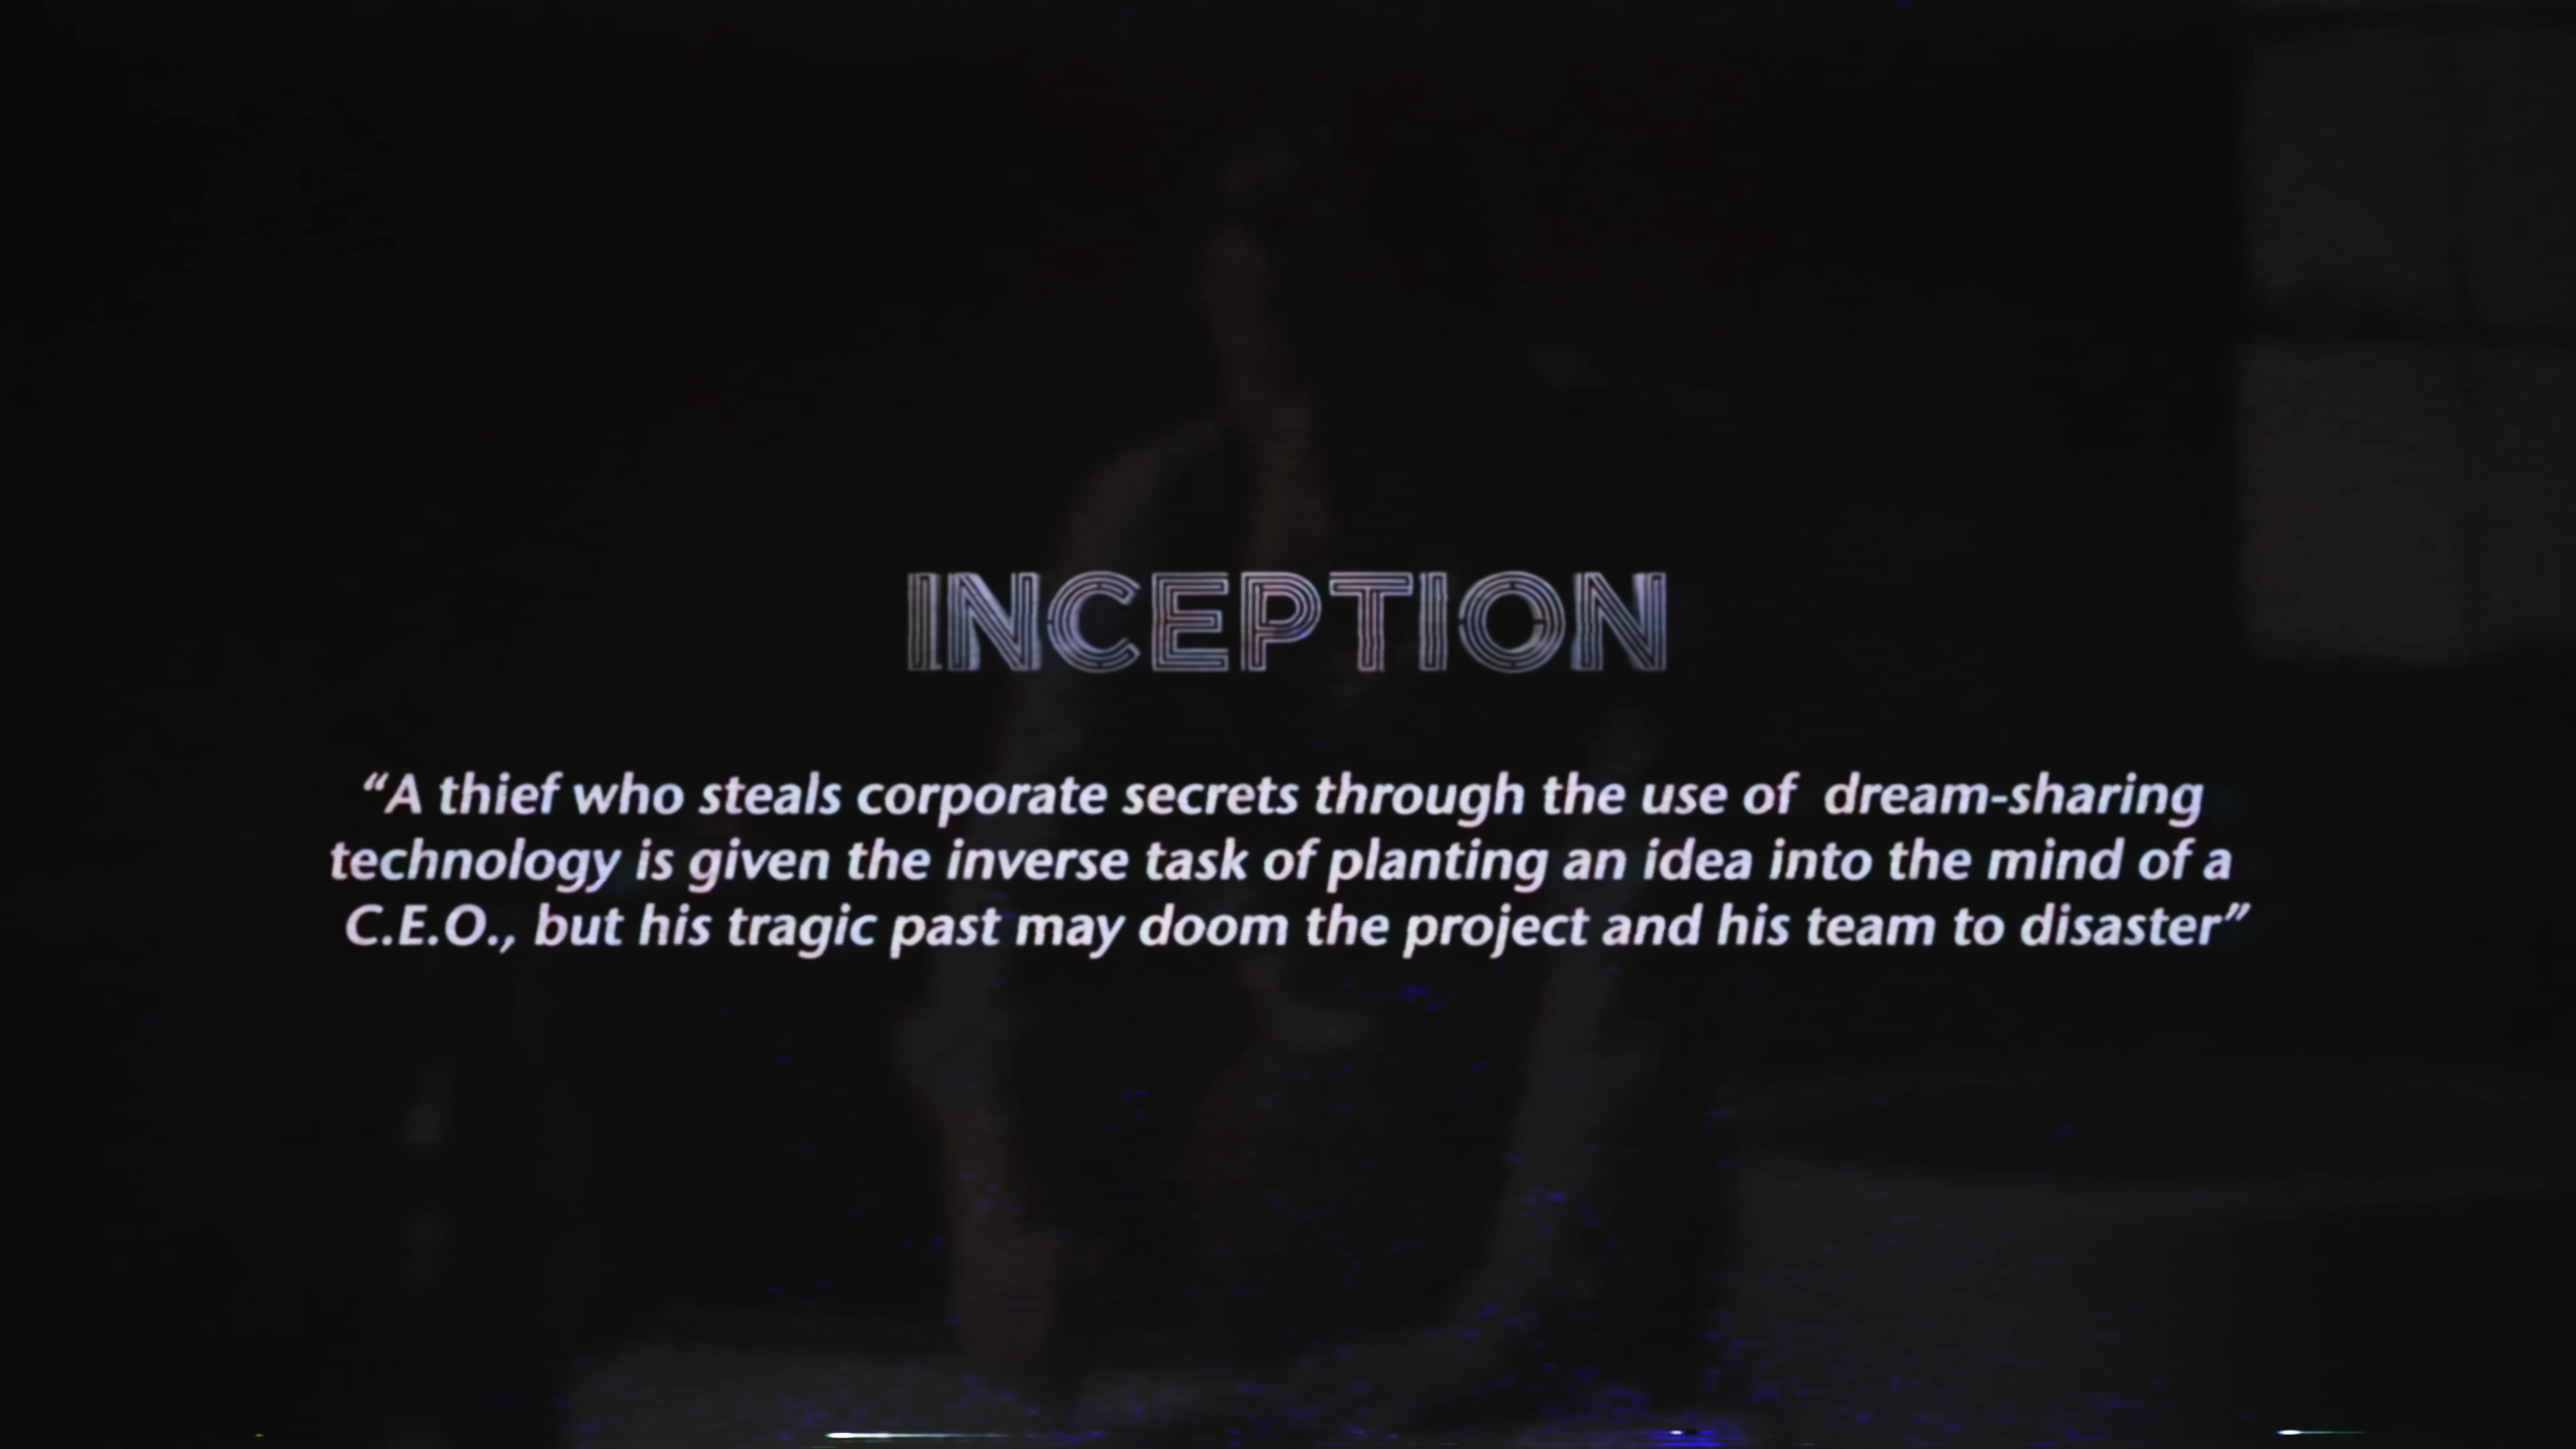 INCEPTION
“A thief who steals corporate secrets through the use of  dream-sharing
technology is given the inverse task of planting an idea into the mind of a
C.E.O., but his tragic past may doom the project and his team to disaster”